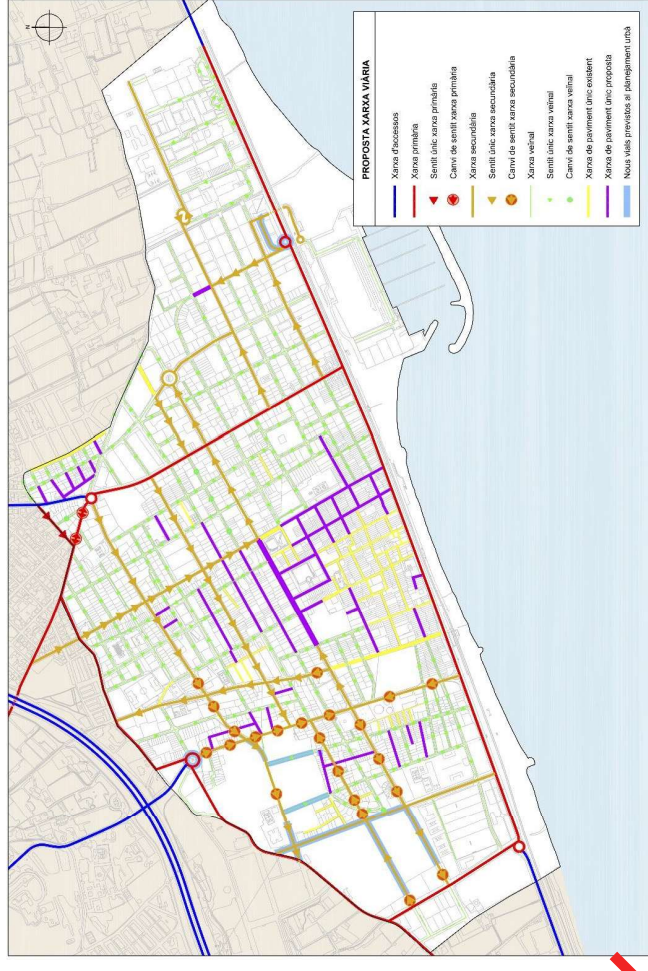 N
PROPOSTA XARXA VIÀRIA
Xarxa d'accessos
Xarxa primària
Sentit únic xarxa primària
Canvi de sentit xarxa primària
Xarxa secundària
Sentit únic xarxa secundària
Canvi de sentit xarxa secundària
Xarxa veïnal
Sentit únic xarxa veïnal
Canvi de sentit xarxa veïnal
Xarxa de paviment únic existent
Xarxa de paviment únic proposta
Nous vials previstos al planejament urbà